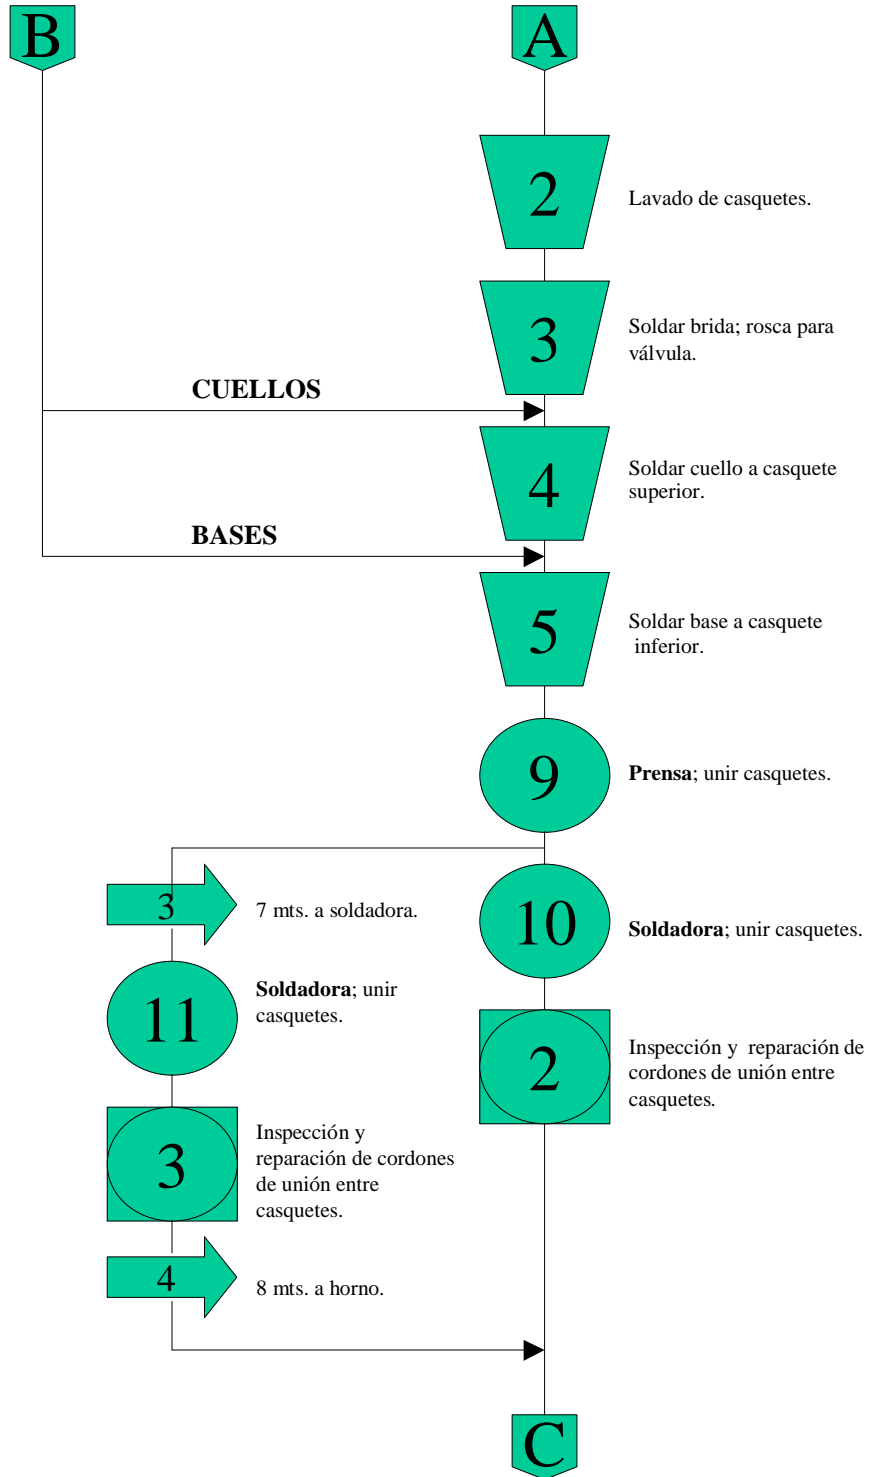 B
A
2
Lavado de casquetes.
3
Soldar brida; rosca para
válvula.
CUELLOS
4
Soldar cuello a casquete
superior.
BASES
5
Soldar base a casquete
inferior.
9
Prensa; unir casquetes.
3
7 mts. a soldadora.
10
Soldadora; unir casquetes.
11
Soldadora; unir
casquetes.
2
Inspección y reparación de
cordones de unión entre
casquetes.
3
Inspección y
reparación de cordones
de unión entre
casquetes.
4
8 mts. a horno.
C